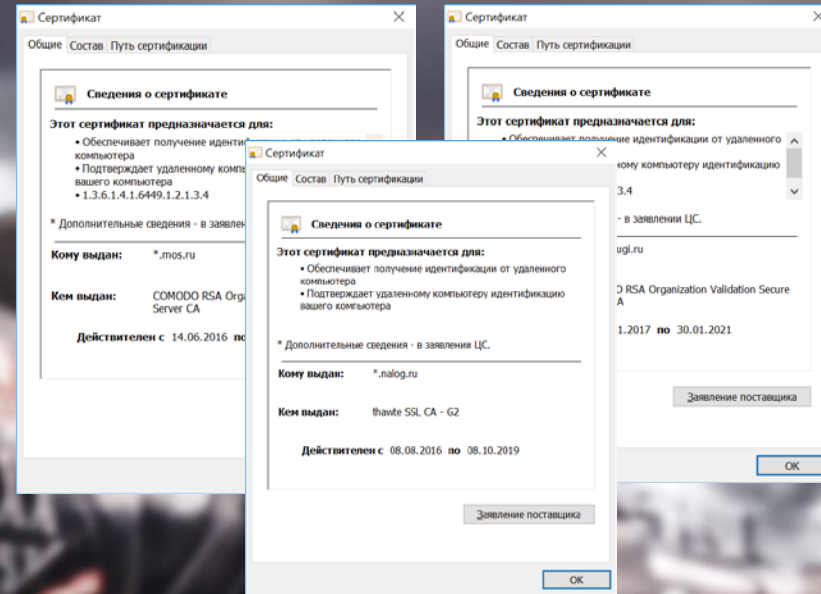 Сертификат
Общие Состав Путь сертификации
Сведения о сертификате
Этот сертификат предназначается для:
• Обеспечивает получение
компьютера
• Подтверждает удаленному
вашего компьютера
• 1.3.6.1.4.1.6449.1.2.1.3.4
* Дополнительные сведения - в
Кому выдан: *.mos.ru
Кем выдан: COMODO RSA
Server CA
Действителен с 14.06.2016 по
Сертификат
Общие Состав Путь сертификации
Сведения о сертификате
Этот сертификат предназначается для:
• Обеспечивает получение идентификации от удаленного
компьютеру идентификацию
3.4
- в заявлении ЦС.
ugi.ru
RSA Organization Validation Secure
1.2017 по 30.01.2021
Заявление поставщика
OK
Сертификат
Общие Состав Путь сертификации
Сведения о сертификате
Этот сертификат предназначается для:
• Обеспечивает получение идентификации от удаленного
компьютера
• Подтверждает удаленному компьютеру идентификацию
вашего компьютера
* Дополнительные сведения - в заявлении ЦС.
Кому выдан: *.nalog.ru
Кем выдан: thawte SSL CA - G2
Действителен с 08.08.2016 по 08.10.2019
Заявление поставщика
OK